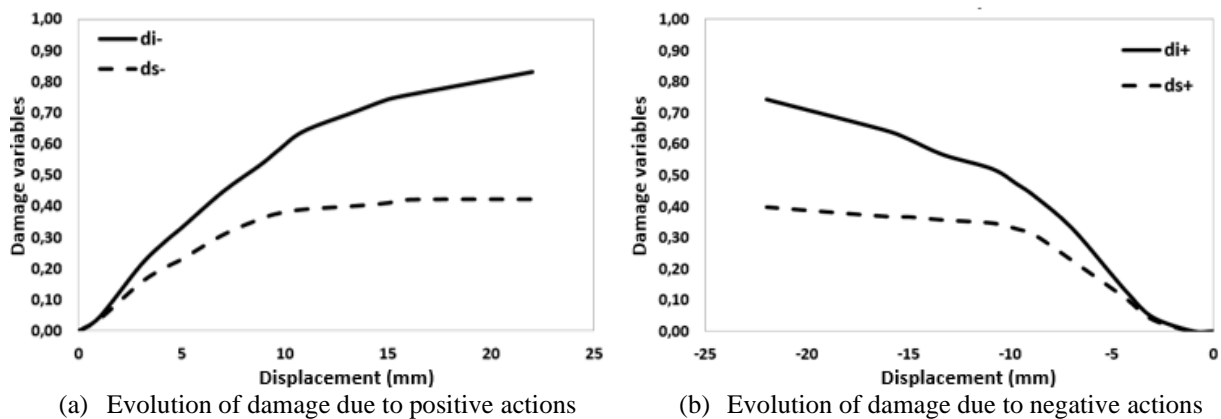 1,00
0,90
0,80
0,70
0,60
0,50
0,40
0,30
0,20
0,10
0,00
Damage variables
di-
ds-
0 5 10 15 20 25
Displacement (mm)
(a) Evolution of damage due to positive actions
1,00
0,90
0,80
0,70
0,60
0,50
0,40
0,30
0,20
0,10
0,00
Damage variables
di+
ds+
-25 -20 -15 -10 -5 0
Displacement (mm)
(b) Evolution of damage due to negative actions